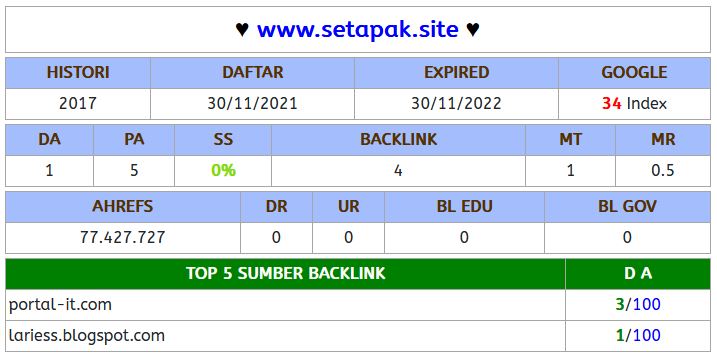 ♥ www.setapak.site ♥
HISTORI DAFTAR ExPIRED GOOGLE
2017 30/11/2021 30/11/2022 34 Index
DA PA SS BACKLINK MT MR
1 5 0% 4 1 0.5
AHREFS DR UR BL EDU BL GOV
77.427.727 0 0 0 0
TOP 5 SUMBER BACKLINK D A
portal-it.com 3/100
lariess.blogspot.com 1/100